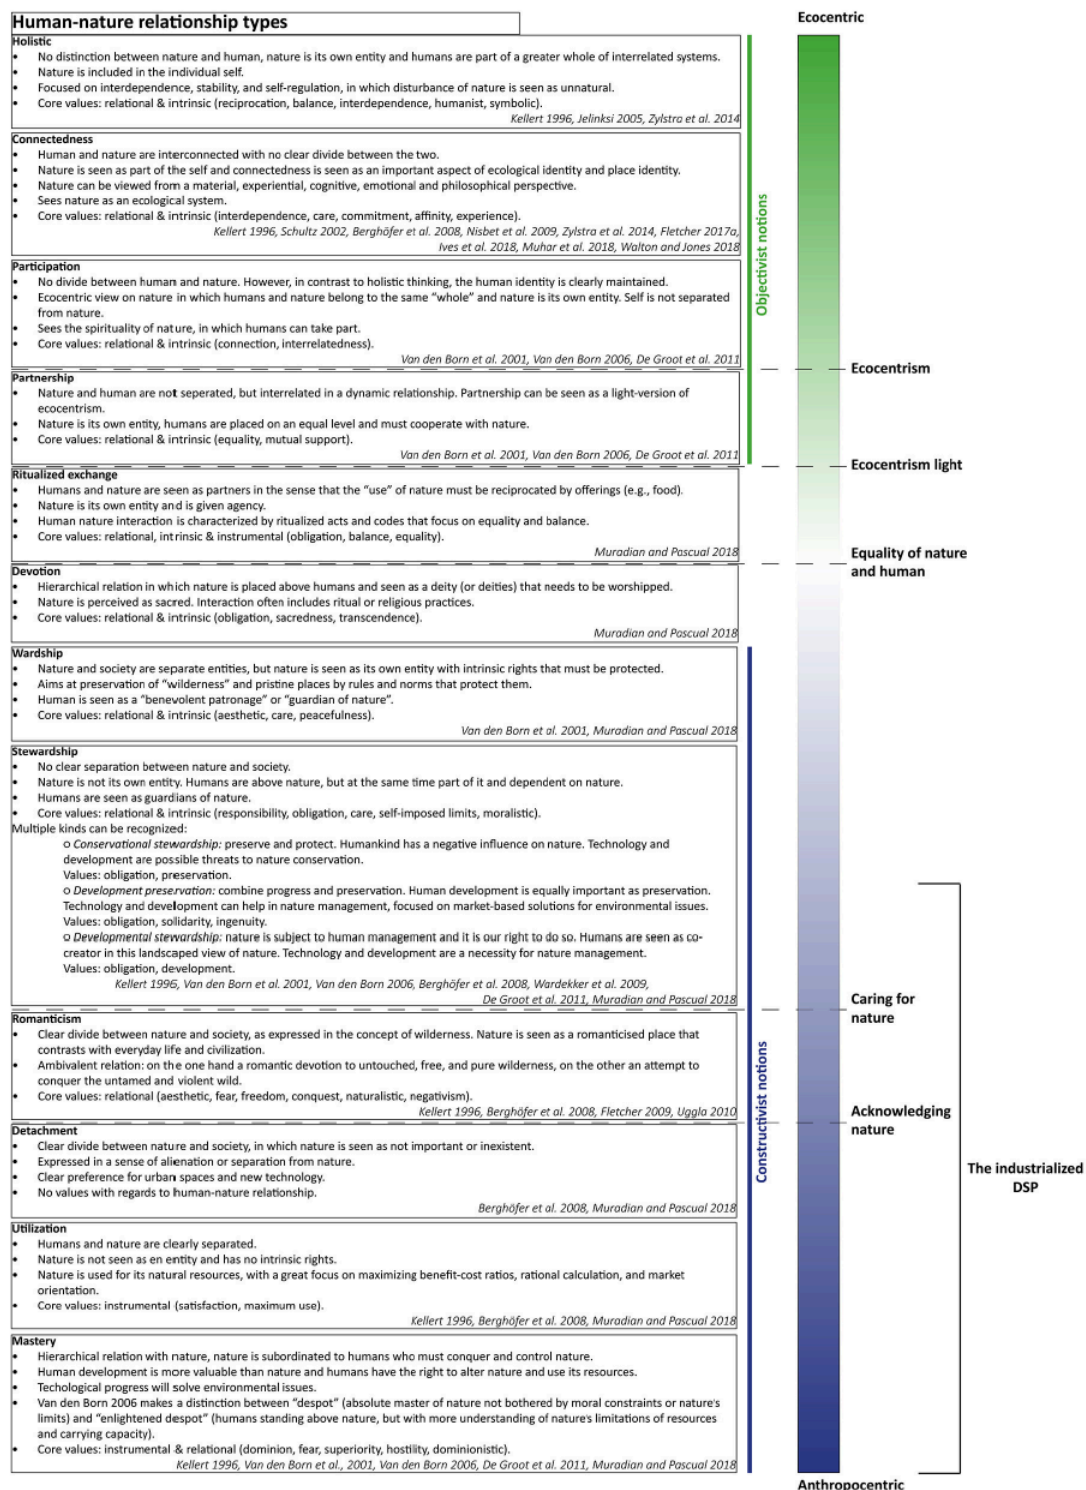 Human-nature relationship types
Holistic
• No distinction between nature and human, nature is its own entity and humans are part of a greater whole of interrelated systems.
• Nature is included in the individual self.
• Focused on interdependence, stability, and self-regulation, in which disturbance of nature is seen as unnatural.
• Core values: relational & intrinsic (reciprocation, balance, interdependence, humanist, symbolic).
Kellert 1996, Jelinksi 2005, Zylstra et al. 2014
Connectedness
• Human and nature are interconnected with no clear divide between the two.
• Nature is seen as part of the self and connectedness is seen as an important aspect of ecological identity and place identity.
• Nature can be viewed from a material, experiential, cognitive, emotional and philosophical perspective.
• Sees nature as an ecological system.
• Core values: relational & intrinsic (interdependence, care, commitment, affinity, experience).
Kellert 1996, Schultz 2002, Berghöfer et al. 2008, Nisbet et al. 2009, Zylstra et al. 2014, Fletcher 2017a,
Ives et al. 2018, Muhar et al. 2018, Walton and Jones 2018
Participation
• No divide between human and nature. However, in contrast to holistic thinking, the human identity is clearly maintained.
• Ecocentric view on nature in which humans and nature belong to the same "whole" and nature is its own entity. Self is not separated
from nature.
• Sees the spirituality of nature, in which humans can take part.
• Core values: relational & intrinsic (connection, interrelatedness).
Van den Born et al. 2001, Van den Born 2006, De Groot et al. 2011
Partnership
• Nature and human are not seperated, but interrelated in a dynamic relationship. Partnership can be seen as a light-version of
ecocentrism.
• Nature is its own entity, humans are placed on an equal level and must cooperate with nature.
• Core values: relational & intrinsic (equality, mutual support).
Van den Born et al. 2001, Van den Born 2006, De Groot et al. 2011
Ritualized exchange
• Humans and nature are seen as partners in the sense that the "use" of nature must be reciprocated by offerings (e.g., food).
• Nature is its own entity and is given agency.
• Human nature interaction is characterized by ritualized acts and codes that focus on equality and balance.
• Core values: relational, intrinsic & instrumental (obligation, balance, equality).
Muradian and Pascual 2018
Devotion
• Hierarchical relation in which nature is placed above humans and seen as a deity (or deities) that needs to be worshipped.
• Nature is perceived as sacred. Interaction often includes ritual or religious practices.
• Core values: relational & intrinsic (obligation, sacredness, transcendence).
Muradian and Pascual 2018
Wardship
• Nature and society are separate entities, but nature is seen as its own entity with intrinsic rights that must be protected.
• Aims at preservation of "wilderness" and pristine places by rules and norms that protect them.
• Human is seen as a "benevolent patronage" or "guardian of nature".
• Core values: relational & intrinsic (aesthetic, care, peacefulness).
Van den Born et al. 2001, Muradian and Pascual 2018
Stewardship
• No clear separation between nature and society.
• Nature is not its own entity. Humans are above nature, but at the same time part of it and dependent on nature.
• Humans are seen as guardians of nature.
• Core values: relational & intrinsic (responsibility, obligation, care, self-imposed limits, moralistic).
Multiple kinds can be recognized:
o Conservational stewardship: preserve and protect. Humankind has a negative influence on nature. Technology and
development are possible threats to nature conservation.
Values: obligation, preservation.
o Development preservation: combine progress and preservation. Human development is equally important as preservation.
Technology and development can help in nature management, focused on market-based solutions for environmental issues.
Values: obligation, solidarity, ingenuity.
o Developmental stewardship: nature is subject to human management and it is our right to do so. Humans are seen as co-
creator in this landscaped view of nature. Technology and development are a necessity for nature management.
Values: obligation, development.
Kellert 1996, Van den Born et al. 2001, Van den Born 2006, Berghöfer et al. 2008, Wardekker et al. 2009,
De Groot et al. 2011, Muradian and Pascual 2018
Romanticism
• Clear divide between nature and society, as expressed in the concept of wilderness. Nature is seen as a romanticised place that
contrasts with everyday life and civilization.
• Ambivalent relation: on the one hand a romantic devotion to untouched, free, and pure wilderness, on the other an attempt to
conquer the untamed and violent wild.
• Core values: relational (aesthetic, fear, freedom, conquest, naturalistic, negativism).
Kellert 1996, Berghöfer et al. 2008, Fletcher 2009, Uggla 2010
Detachment
• Clear divide between nature and society, in which nature is seen as not important or inexistent.
• Expressed in a sense of alienation or separation from nature.
• Clear preference for urban spaces and new technology.
• No values with regards to human-nature relationship.
Berghöfer et al. 2008, Muradian and Pascual 2018
Utilization
• Humans and nature are clearly separated.
• Nature is not seen as en entity and has no intrinsic rights.
• Nature is used for its natural resources, with a great focus on maximizing benefit-cost ratios, rational calculation, and market
orientation.
• Core values: instrumental (satisfaction, maximum use).
Kellert 1996, Berghöfer et al. 2008, Muradian and Pascual 2018
Mastery
• Hierarchical relation with nature, nature is subordinated to humans who must conquer and control nature.
• Human development is more valuable than nature and humans have the right to alter nature and use its resources.
• Techological progress will solve environmental issues.
• Van den Born 2006 makes a distinction between "despot" (absolute master of nature not bothered by moral constraints or nature's
limits) and "enlightened despot" (humans standing above nature, but with more understanding of nature's limitations of resources
and carrying capacity).
• Core values: instrumental & relational (dominion, fear, superiority, hostility, dominionistic).
Kellert 1996, Van den Born et al., 2001, Van den Born 2006, De Groot et al. 2011, Muradian and Pascual 2018
Objectivist notions
Constructivist notions
Ecocentric
Ecocentrism
Ecocentrism light
Equality of nature
and human
Caring for
nature
Acknowledging
nature
The industrialized
DSP
Anthropocentric